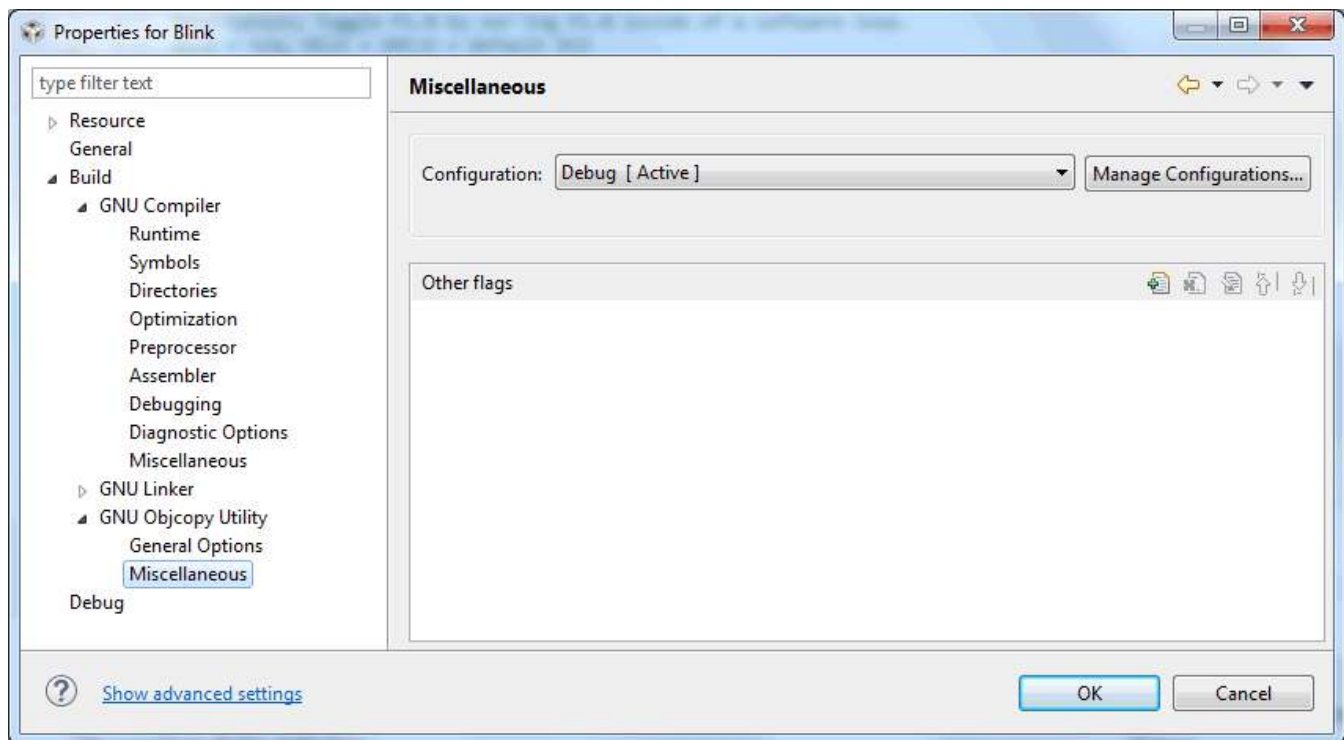 Properties for Blink
type filter text
Miscellaneous
Resource
General
Build
GNU Compiler
Runtime
Symbols
Directories
Optimization
Preprocessor
Assembler
Debugging
Diagnostic Options
Miscellaneous
GNU Linker
GNU Objcopy Utility
General Options
Miscellaneous
Debug
Configuration: Debug [ Active ] Manage Configurations...
Other flags
Show advanced settings
OK Cancel